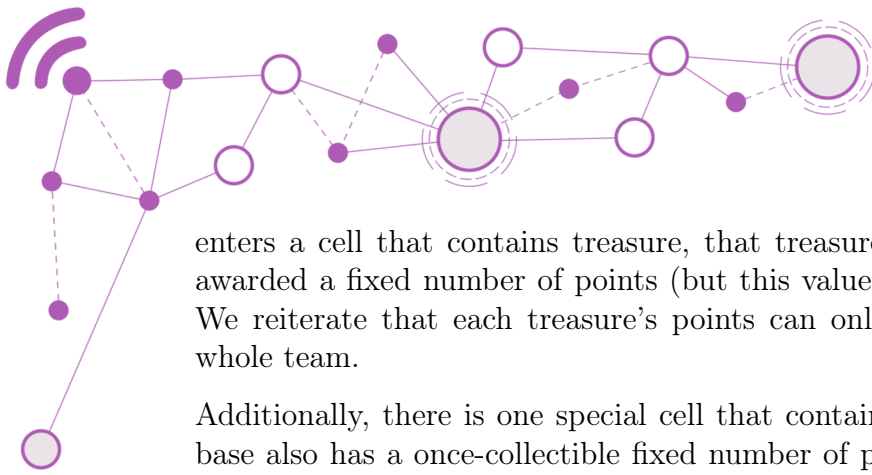 enters a cell that contains treasure, that treasure
awarded a fixed number of points (but this value
We reiterate that each treasure's points can onl
whole team.
Additionally, there is one special cell that contain
base also has a once-collectible fixed number of p